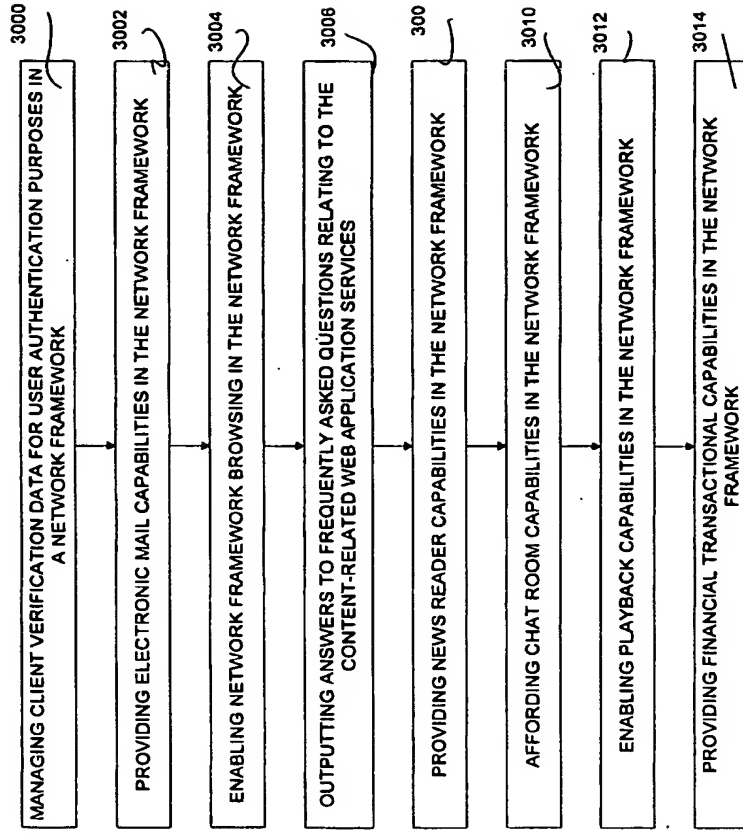 3000
MANAGING CLIENT VERIFICATION DATA FOR USER AUTHENTICATION PURPOSES IN
A NETWORK FRAMEWORK
3002
PROVIDING ELECTRONIC MAIL CAPABILITIES IN THE NETWORK FRAMEWORK
3004
ENABLING NETWORK FRAMEWORK BROWSING IN THE NETWORK FRAMEWORK
3006
OUTPUTTING ANSWERS TO FREQUENTLY ASKED QUESTIONS RELATING TO THE
CONTENT-RELATED WEB APPLICATION SERVICES
300
PROVIDING NEWS READER CAPABILITIES IN THE NETWORK FRAMEWORK
3010
AFFORDING CHAT ROOM CAPABILITIES IN THE NETWORK FRAMEWORK
3012
ENABLING PLAYBACK CAPABILITIES IN THE NETWORK FRAMEWORK
3014
PROVIDING FINANCIAL TRANSACTIONAL CAPABILITIES IN THE NETWORK
FRAMEWORK